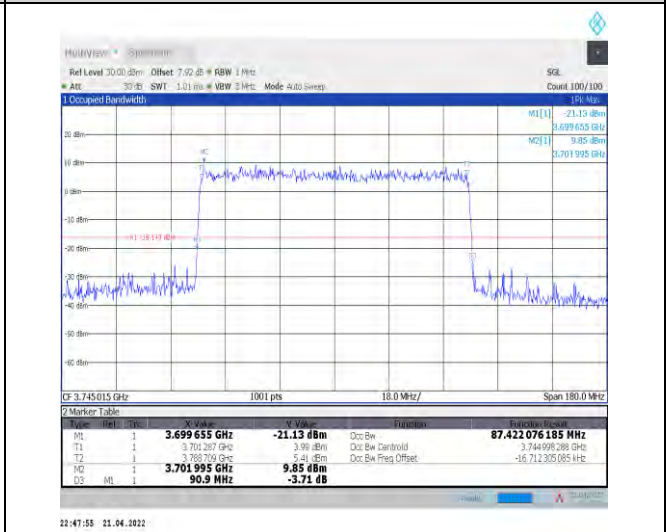 MultiView Spectrum
Ref Level 30.00 dBm Offset 7.92 dB RBW 1 MHz SGL
Att 30 dB SWT 1.01 ms VBW 3 MHz Mode Auto Sweep Count 100/100
1 Occupied Bandwidth 1Pk Max
M1[1] -21.13 dBm
3.699 655 GHz
M2[1] 9.85 dBm
3.701 995 GHz
20 dBm
M2
10 dBm
0 dBm
-10 dBm
-20 dBm
-30 dBm
-40 dBm
-50 dBm
-60 dBm
CF 3.745015 GHz 1001 pts 18.0 MHz/ Span 180.0 MHz
2 Marker Table
Type Ref Trc X-Value Y-Value Function Function Result
M1 1 3.699 655 GHz -21.13 dBm Occ Bw 87.422 076 185 MHz
T1 1 3.701 287 GHz 3.99 dBm Occ Bw Centroid 3.744 998 288 GHz
T2 1 3.788 709 GHz 5.41 dBm Occ Bw Freq Offset -16.712 305 085 kHz
M2 1 3.701 995 GHz 9.85 dBm
D3 M1 1 90.9 MHz -3.71 dB
22:47:55 21.04.2022